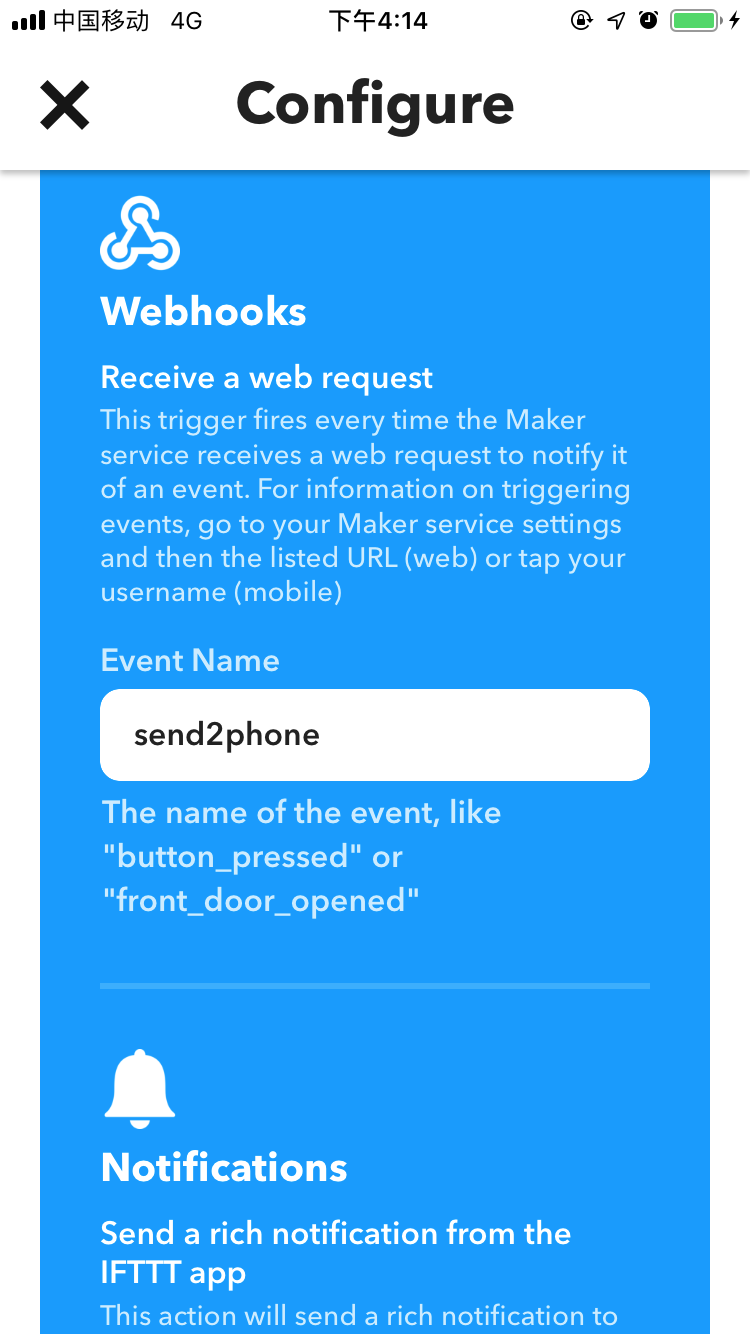 中国移动 4G 下午4:14
Configure
Webhooks
Receive a web request
This trigger fires every time the Maker
service receives a web request to notify it
of an event. For information on triggering
events, go to your Maker service settings
and then the listed URL (web) or tap your
username (mobile)
Event Name
send2phone
The name of the event, like
"button_pressed" or
"front_door_opened"
Notifications
Send a rich notification from the
IFTTT app
This action will send a rich notification to